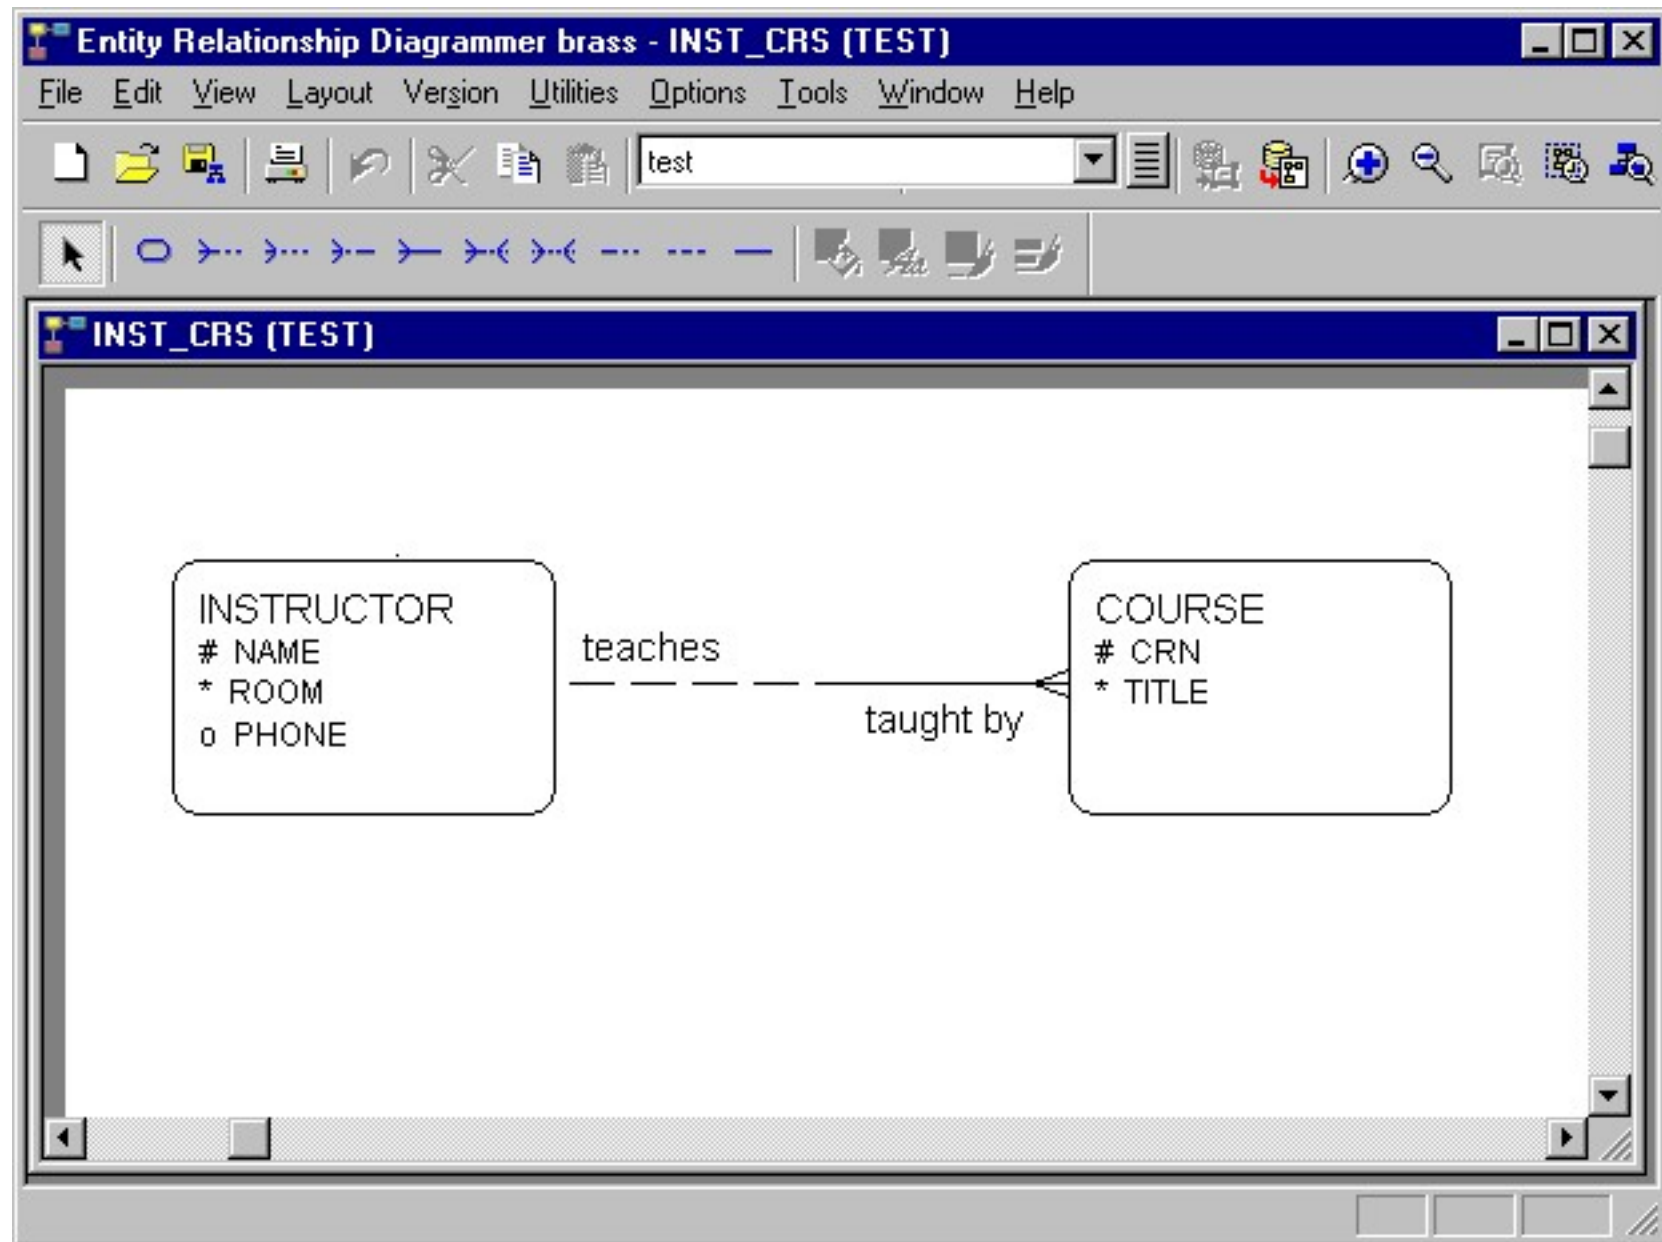 Entity Relationship Diagrammer brass - INST_CRS (TEST)
File Edit View Layout Version Utilities Options Tools Window Help
test
INST_CRS (TEST)
INSTRUCTOR
# NAME
* ROOM
o PHONE
teaches
taught by
COURSE
# CRN
* TITLE